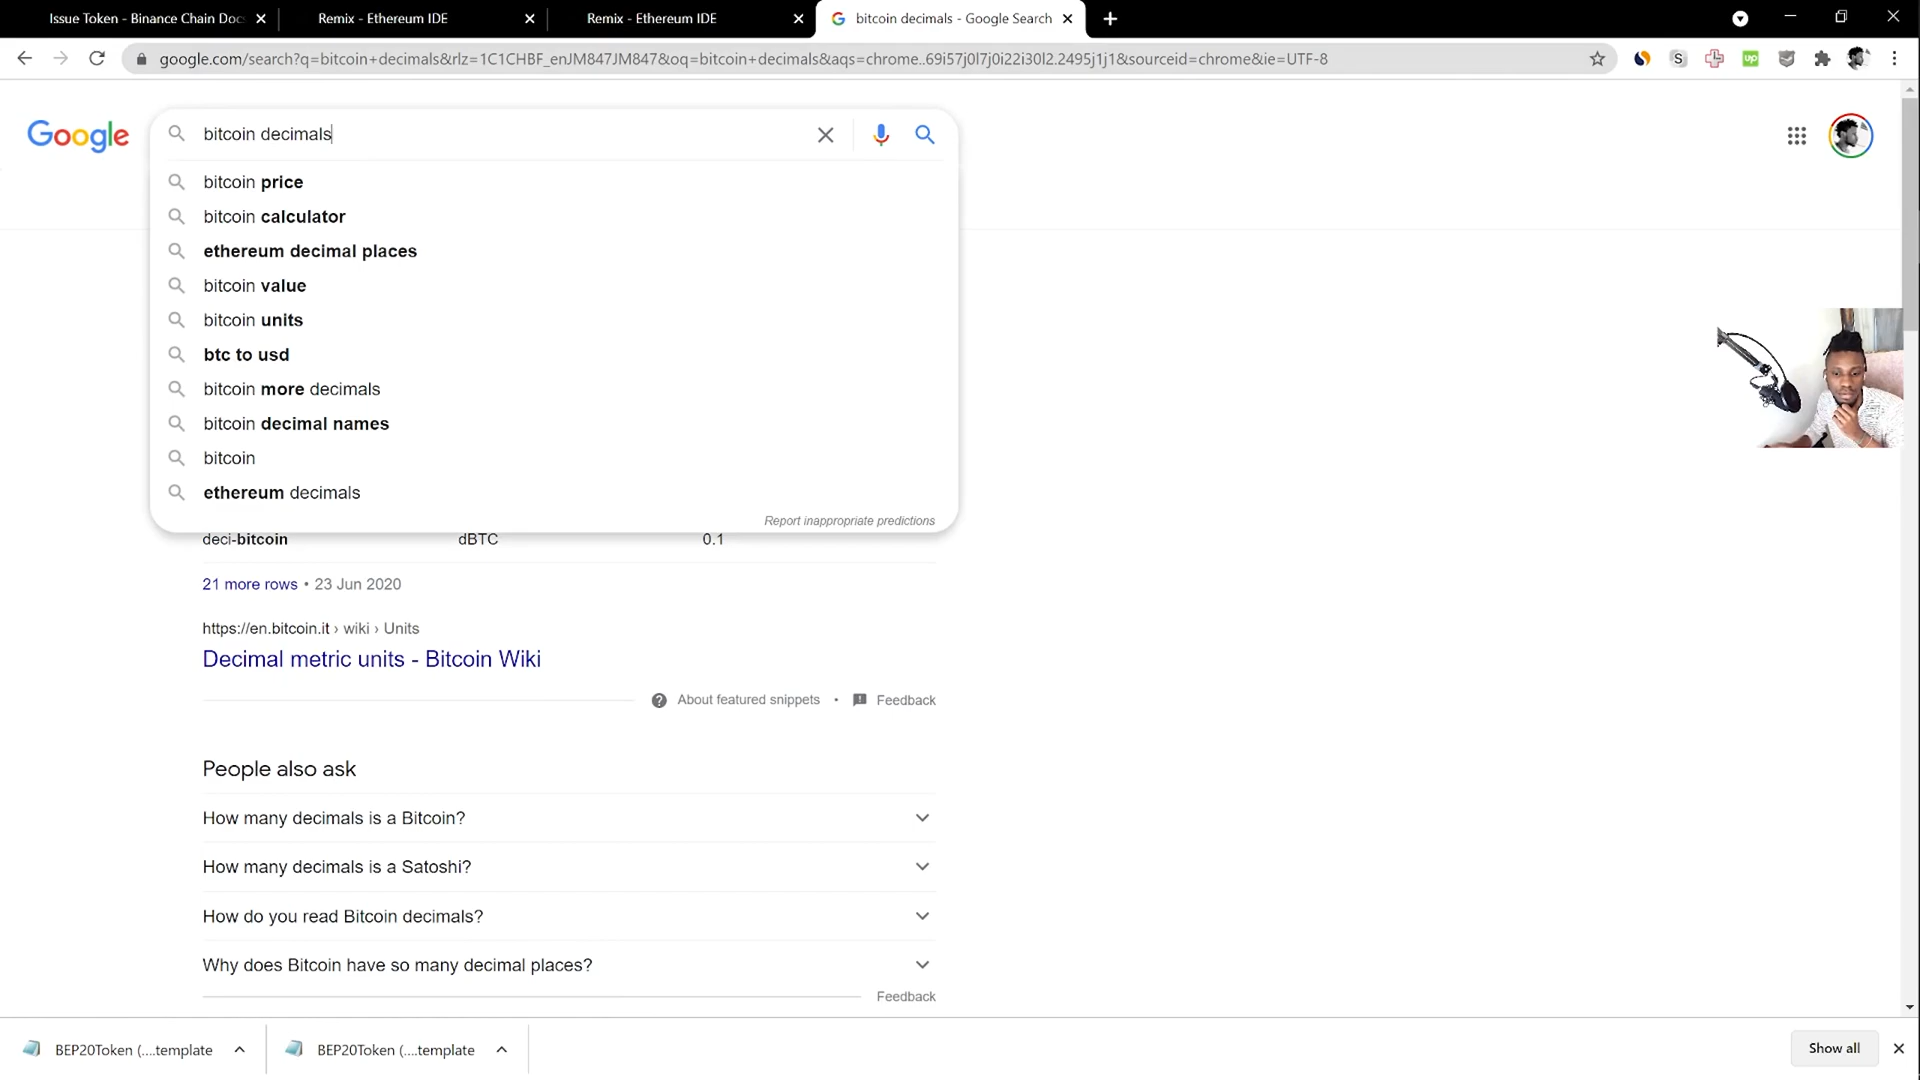 Issue Token - Binance Chain Doc
Remix - Ethereum IDE
Remix - Ethereum IDE
bitcoin decimals - Google Search
google.com/search?q=bitcoin+decimals&rlz=1C1CHBF_enJM847JM847&oq=bitcoin+decimals&aqs=chrome..69i57j0l7j0i22i30l2.2495j1j1&sourceid=chrome&ie=UTF-8
S
up
Google
bitcoin decimals
bitcoin price
bitcoin calculator
ethereum decimal places
bitcoin value
bitcoin units
btc to usd
bitcoin more decimals
bitcoin decimal names
bitcoin
ethereum decimals
Report inappropriate predictions
deci-bitcoin dBTC 0.1
21 more rows • 23 Jun 2020
https://en.bitcoin.it › wiki › Units
Decimal metric units - Bitcoin Wiki
About featured snippets • Feedback
People also ask
How many decimals is a Bitcoin?
How many decimals is a Satoshi?
How do you read Bitcoin decimals?
Why does Bitcoin have so many decimal places?
Feedback
BEP20Token (....template
BEP20Token (....template
Show all